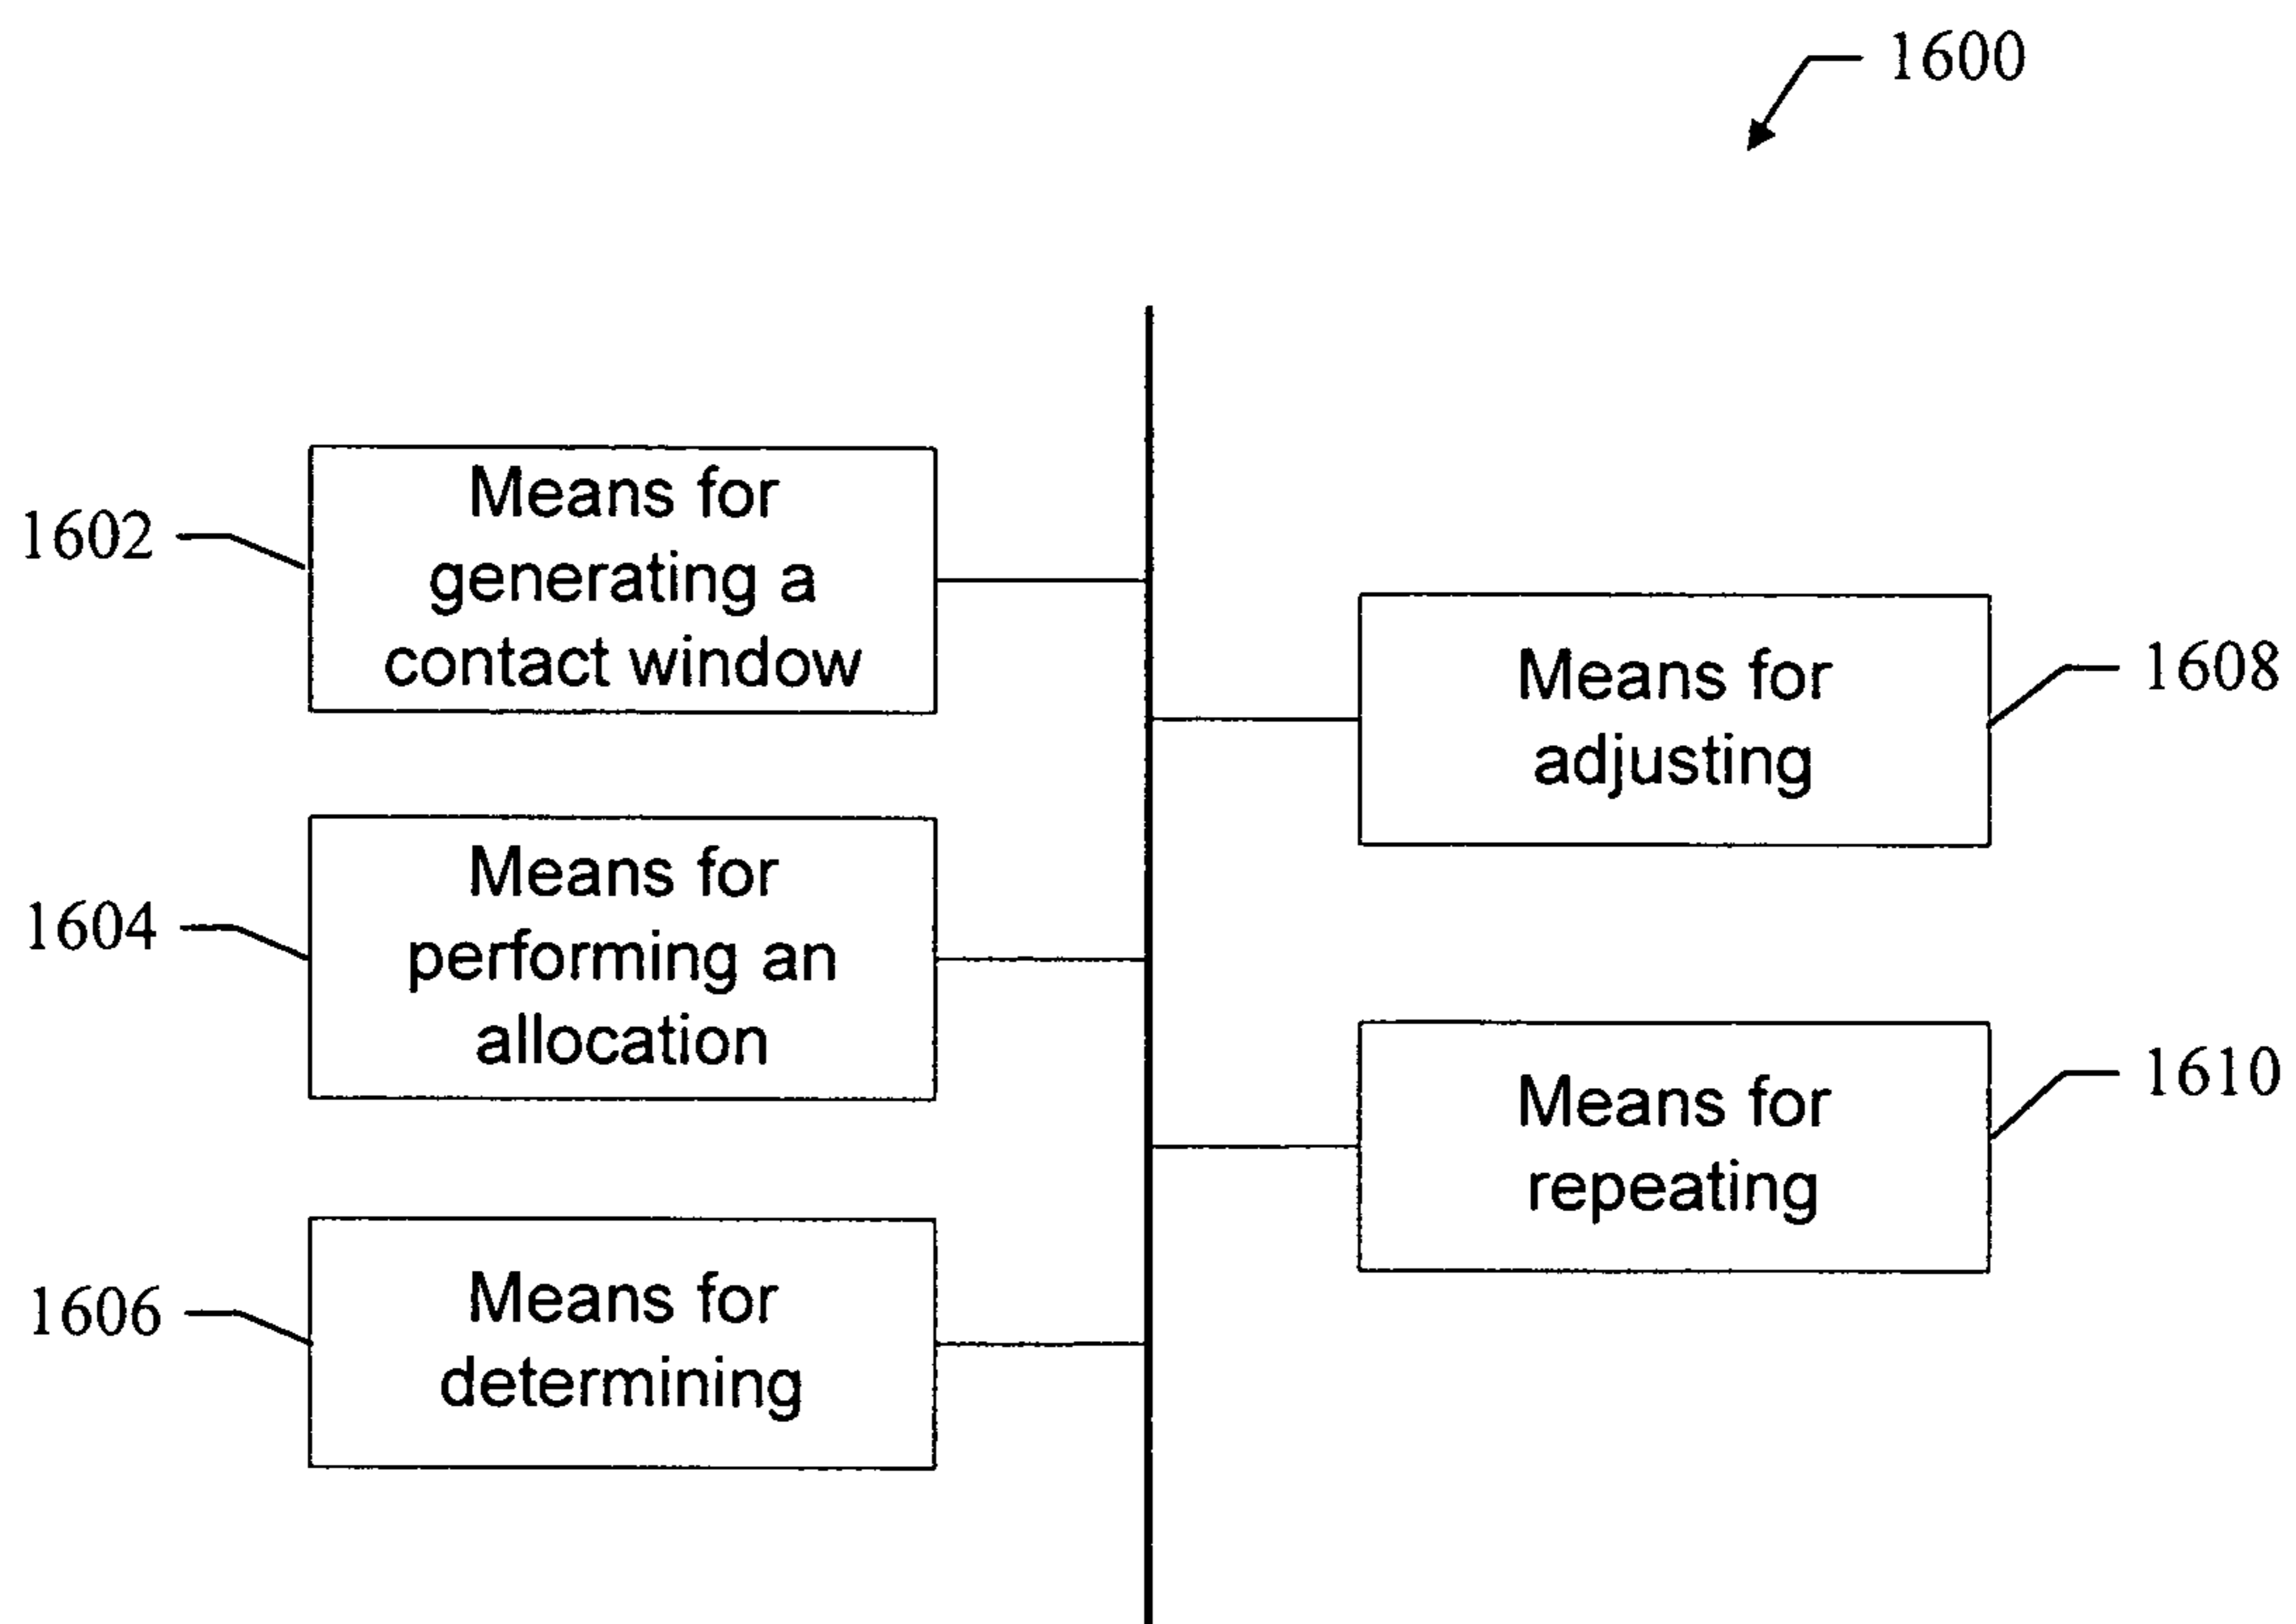 1600
1602
Means for
generating a
contact window
1604
Means for
performing an
allocation
1606
Means for
determining
Means for
adjusting
1608
Means for
repeating
1610